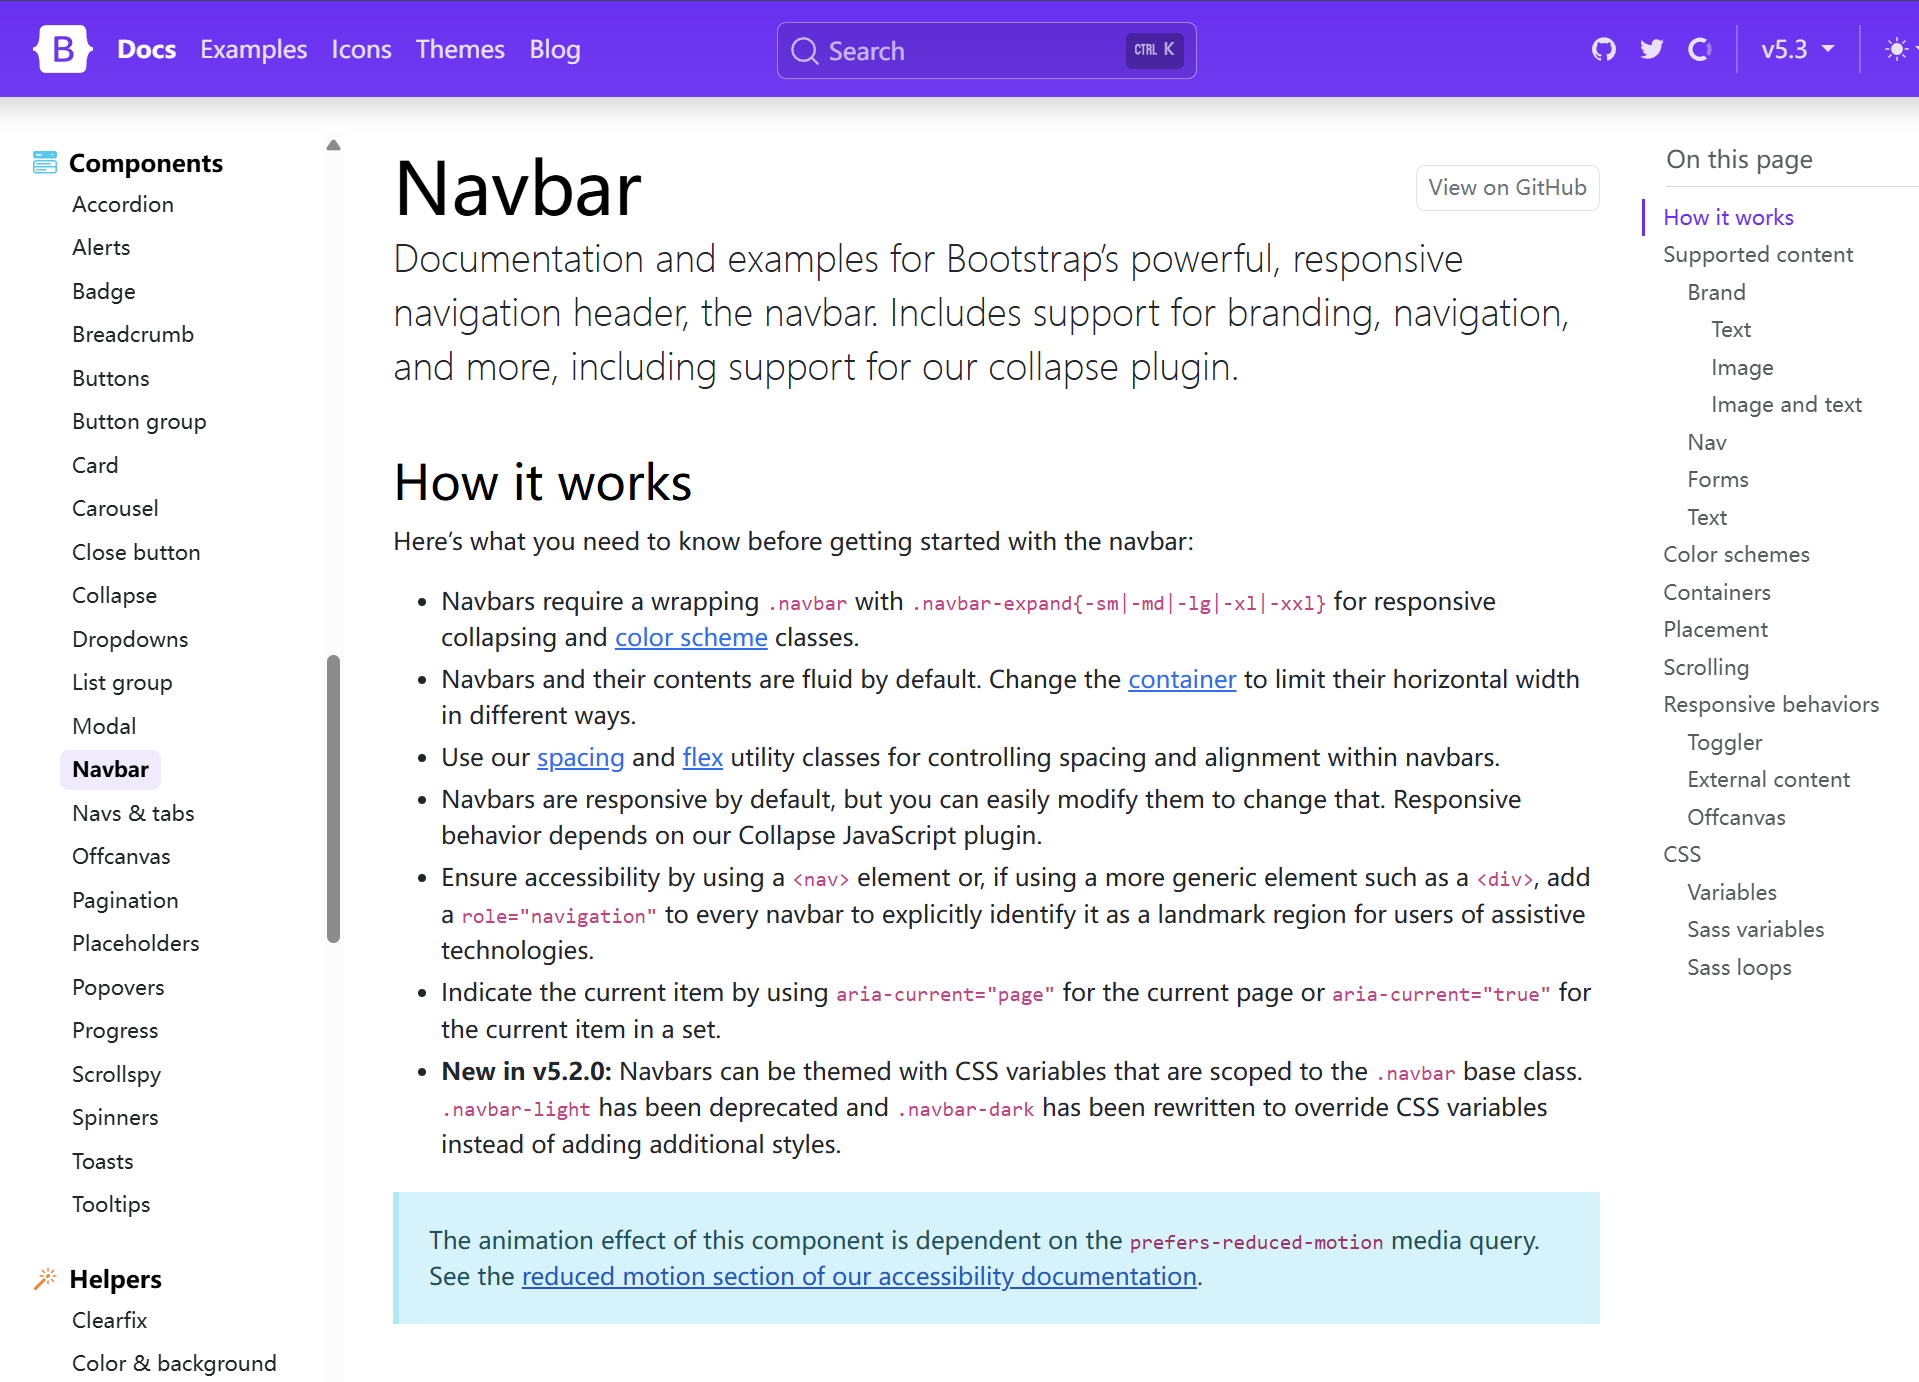 B Docs Examples Icons Themes Blog Search CTRL K v5.3
Components
Accordion
Alerts
Badge
Breadcrumb
Buttons
Button group
Card
Carousel
Close button
Collapse
Dropdowns
List group
Modal
Navbar
Navs & tabs
Offcanvas
Pagination
Placeholders
Popovers
Progress
Scrollspy
Spinners
Toasts
Tooltips
Helpers
Clearfix
Color & background
Navbar
View on GitHub
Documentation and examples for Bootstrap’s powerful, responsive
navigation header, the navbar. Includes support for branding, navigation,
and more, including support for our collapse plugin.
How it works
Here’s what you need to know before getting started with the navbar:
• Navbars require a wrapping .navbar with .navbar-expand{-sm|-md|-lg|-xl|-xxl} for responsive
collapsing and color scheme classes.
• Navbars and their contents are fluid by default. Change the container to limit their horizontal width
in different ways.
• Use our spacing and flex utility classes for controlling spacing and alignment within navbars.
• Navbars are responsive by default, but you can easily modify them to change that. Responsive
behavior depends on our Collapse JavaScript plugin.
• Ensure accessibility by using a <nav> element or, if using a more generic element such as a <div>, add
a role="navigation" to every navbar to explicitly identify it as a landmark region for users of assistive
technologies.
• Indicate the current item by using aria-current="page" for the current page or aria-current="true" for
the current item in a set.
• New in v5.2.0: Navbars can be themed with CSS variables that are scoped to the .navbar base class.
.navbar-light has been deprecated and .navbar-dark has been rewritten to override CSS variables
instead of adding additional styles.
The animation effect of this component is dependent on the prefers-reduced-motion media query.
See the reduced motion section of our accessibility documentation.
On this page
How it works
Supported content
Brand
Text
Image
Image and text
Nav
Forms
Text
Color schemes
Containers
Placement
Scrolling
Responsive behaviors
Toggler
External content
Offcanvas
CSS
Variables
Sass variables
Sass loops